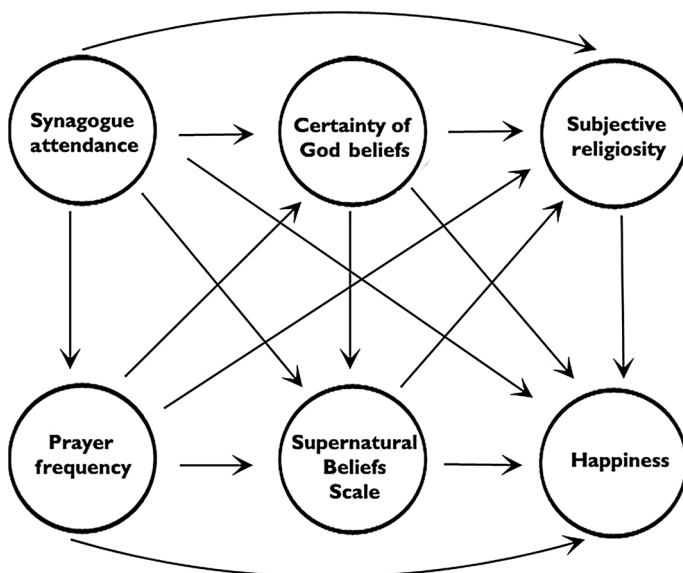 Synagogue
attendance
Certainty of
God beliefs
Subjective
religiosity
Prayer
frequency
Supernatural
Beliefs
Scale
Happiness